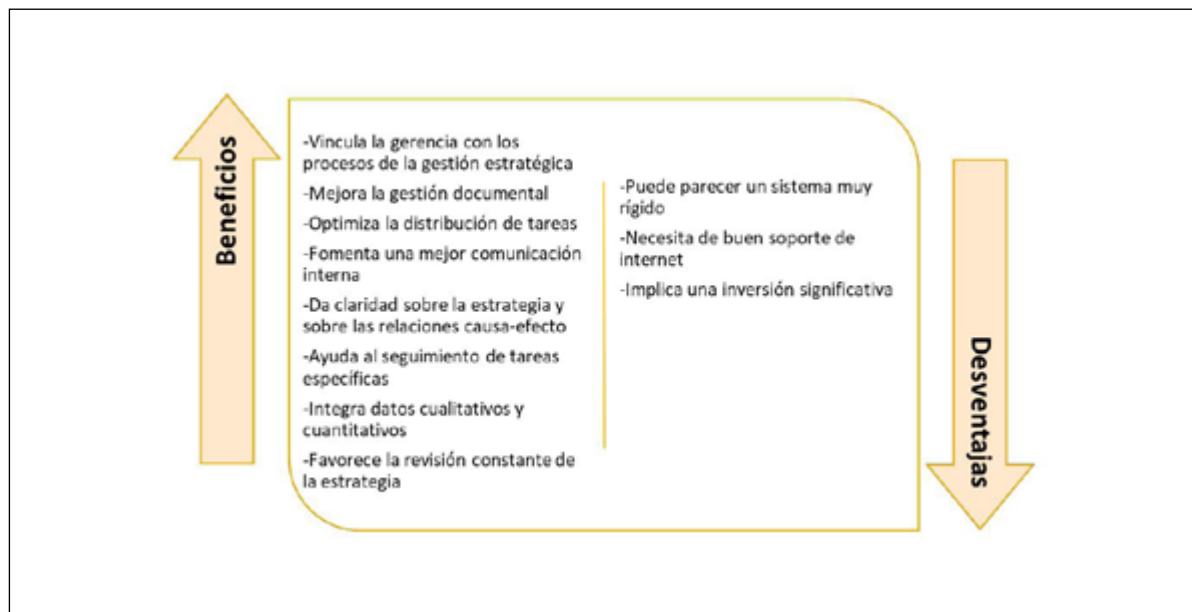 Beneficios
-Vincula la gerencia con los
procesos de la gestión estratégica
-Mejora la gestión documental
-Optimiza la distribución de tareas
-Fomenta una mejor comunicación
interna
-Da claridad sobre la estrategia y
sobre las relaciones causa-efecto
-Ayuda al seguimiento de tareas
específicas
-Integra datos cualitativos y
cuantitativos
-Favorece la revisión constante de
la estrategia
-Puede parecer un sistema muy
rígido
-Necesita de buen soporte de
internet
-Implica una inversión significativa
Desventajas